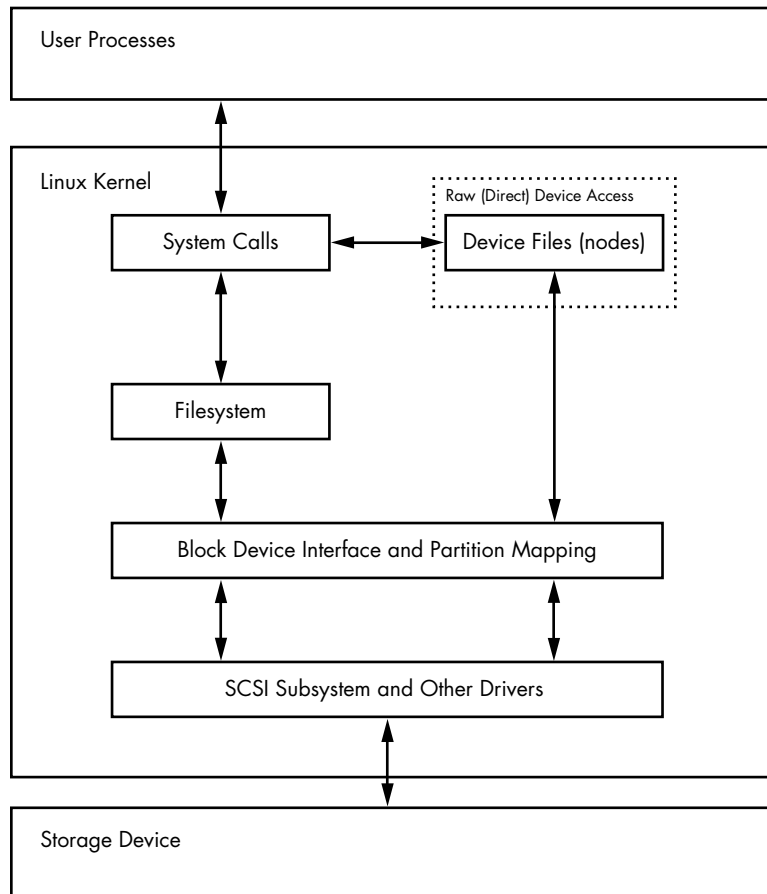 User Processes
Linux Kernel
Raw (Direct) Device Access
System Calls
Device Files (nodes)
Filesystem
Block Device Interface and Partition Mapping
SCSI Subsystem and Other Drivers
Storage Device